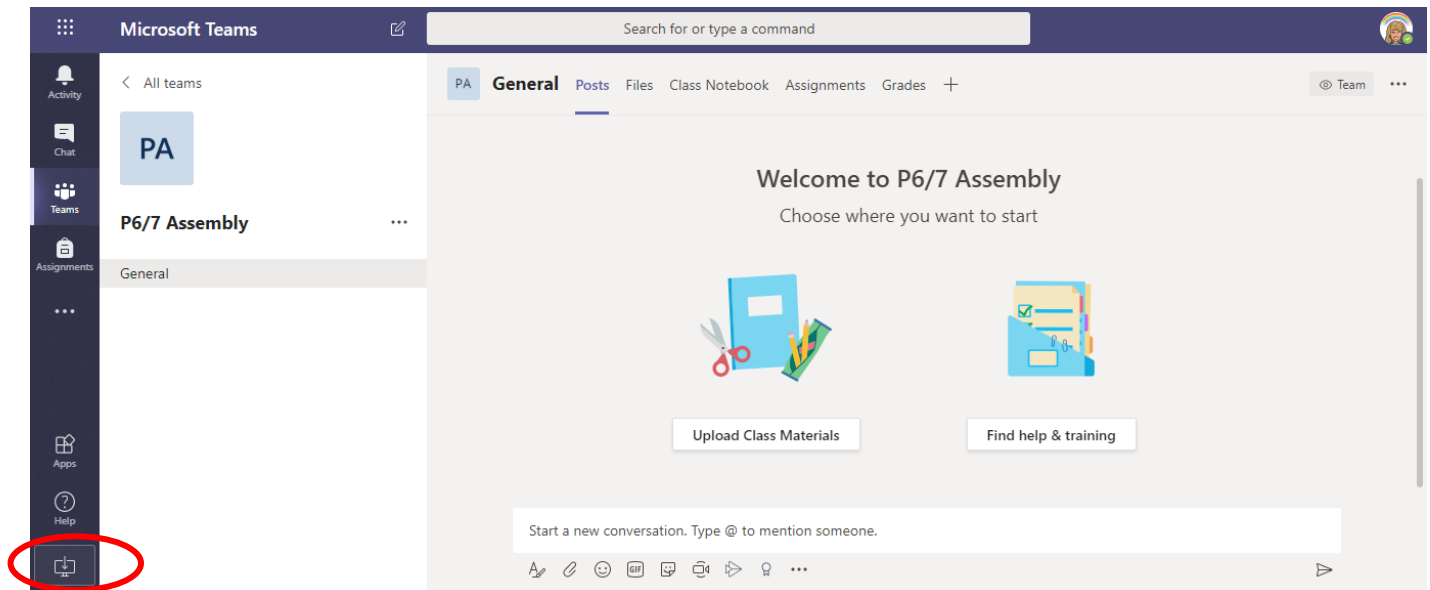 Microsoft Teams
Search for or type a command
Activity
Chat
Teams
Assignments
Apps
Help
All teams
PA
P6/7 Assembly
General
PA General Posts Files Class Notebook Assignments Grades
Team
Welcome to P6/7 Assembly
Choose where you want to start
Upload Class Materials
Find help & training
Start a new conversation. Type @ to mention someone.
GIF